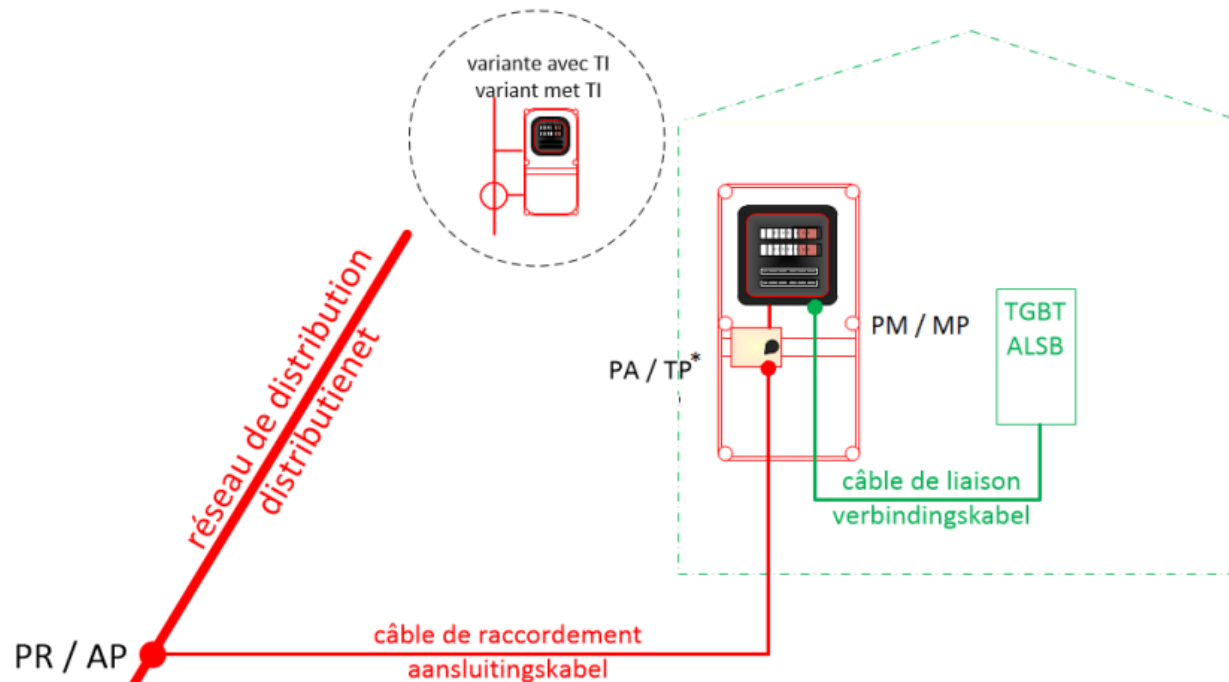 variante avec TI
variant met TI
réseau de distribution
distributienet
PM / MP
TGBT
ALSB
PA / TP*
câble de liaison
verbindingskabel
câble de raccordement
aansluitingskabel
PR / AP